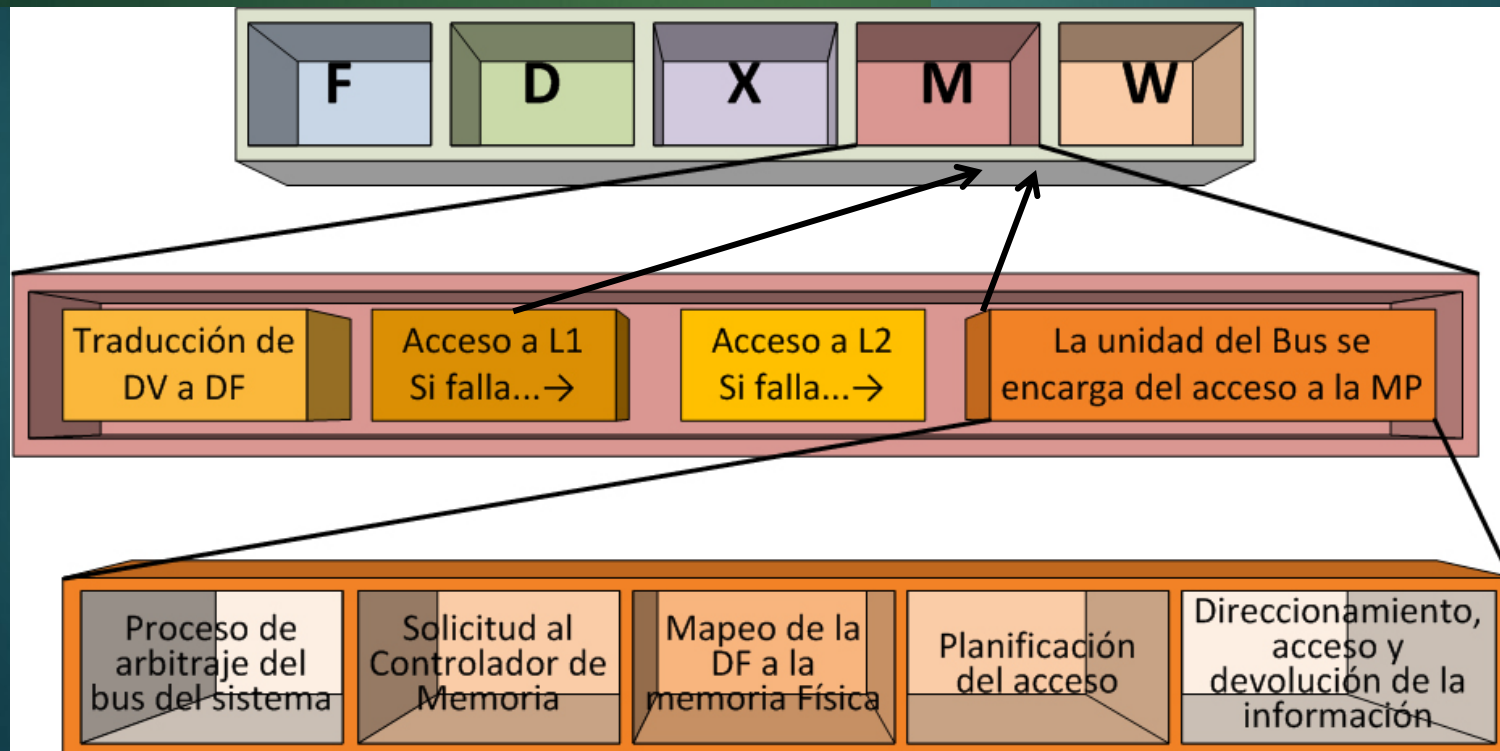 F
D
X
M
W
Traducción de
DV a DF
Acceso a L1
Si falla...→
Acceso a L2
Si falla...→
La unidad del Bus se
encarga del acceso a la MP
Proceso de
arbitraje del
bus del sistema
Solicitud al
Controlador de
Memoria
Mapeo de la
DF a la
memoria Física
Planificación
del acceso
Direccionamiento,
acceso y
devolución de la
información